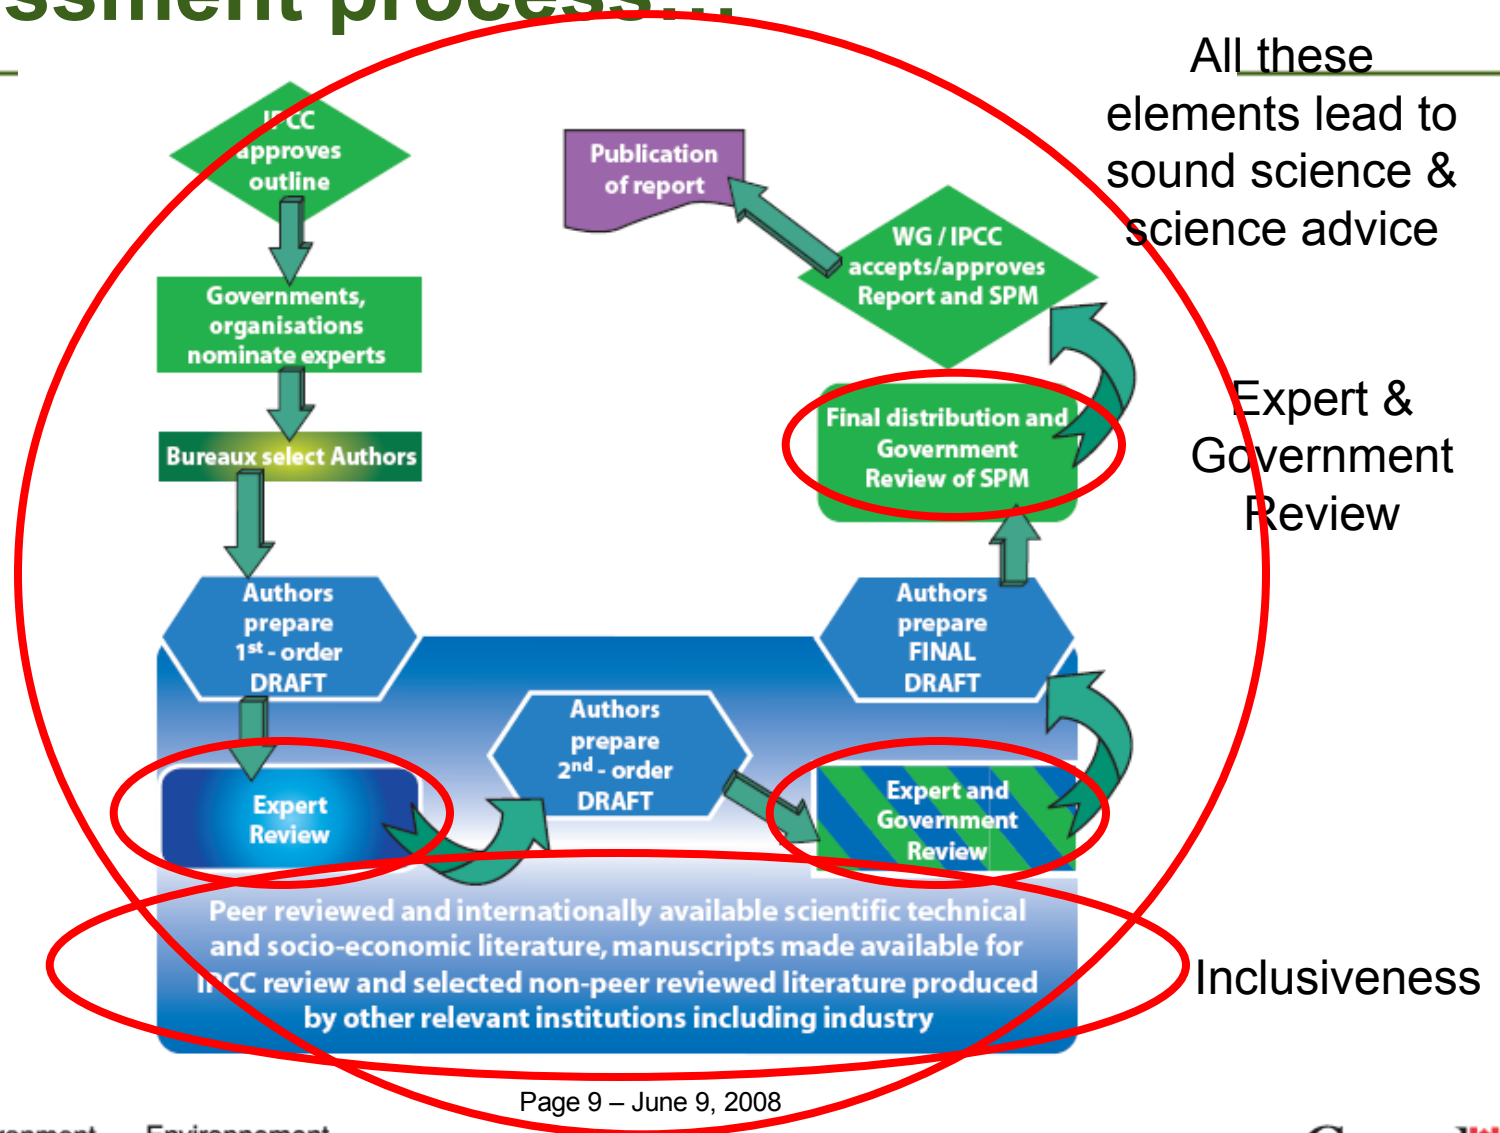 process…
All these
elements lead to
sound science &
science advice
IPCC
approves
outline
Publication
of report
WG / IPCC
accepts/approves
Report and SPM
Governments,
organisations
nominate experts
Expert &
Government
Review
Final distribution and
Government
Review of SPM
Bureaux select Authors
Authors
prepare
1st - order
DRAFT
Authors
prepare
FINAL
DRAFT
Authors
prepare
2nd - order
DRAFT
Expert
Review
Expert and
Government
Review
Peer reviewed and internationally available scientific technical
and socio-economic literature, manuscripts made available for
IPCC review and selected non-peer reviewed literature produced
by other relevant institutions including industry
Inclusiveness
Page 9 – June 9, 2008